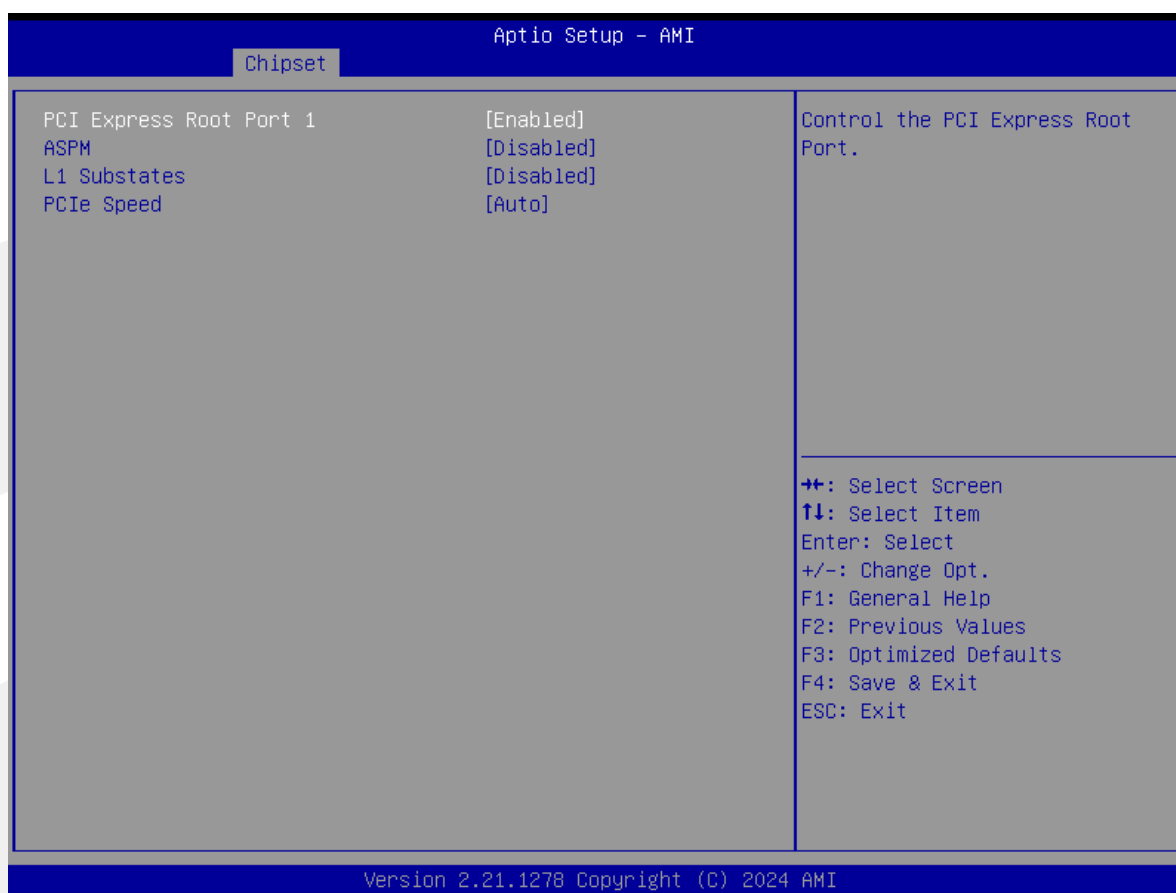 Aptio Setup – AMI
Chipset
PCI Express Root Port 1 [Enabled]
ASPM [Disabled]
L1 Substates [Disabled]
PCIe Speed [Auto]
Control the PCI Express Root
Port.
→←: Select Screen
↑↓: Select Item
Enter: Select
+/-: Change Opt.
F1: General Help
F2: Previous Values
F3: Optimized Defaults
F4: Save & Exit
ESC: Exit
Version 2.21.1278 Copyright (C) 2024 AMI